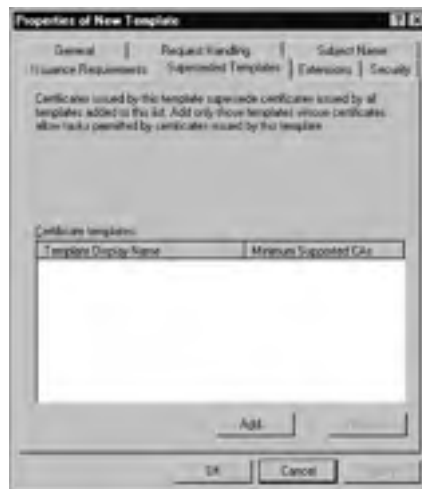 Properties of New Template
General Request Handling Subject Name
Issuance Requirements Superseded Templates Extensions Security
Certificates issued by this template supersede certificates issued by all
templates added to this list. Add only those templates whose certificates
allow tasks permitted by certificates issued by this template.
Certificate templates:
Template Display Name Minimum Supported CAs
Add...
OK Cancel